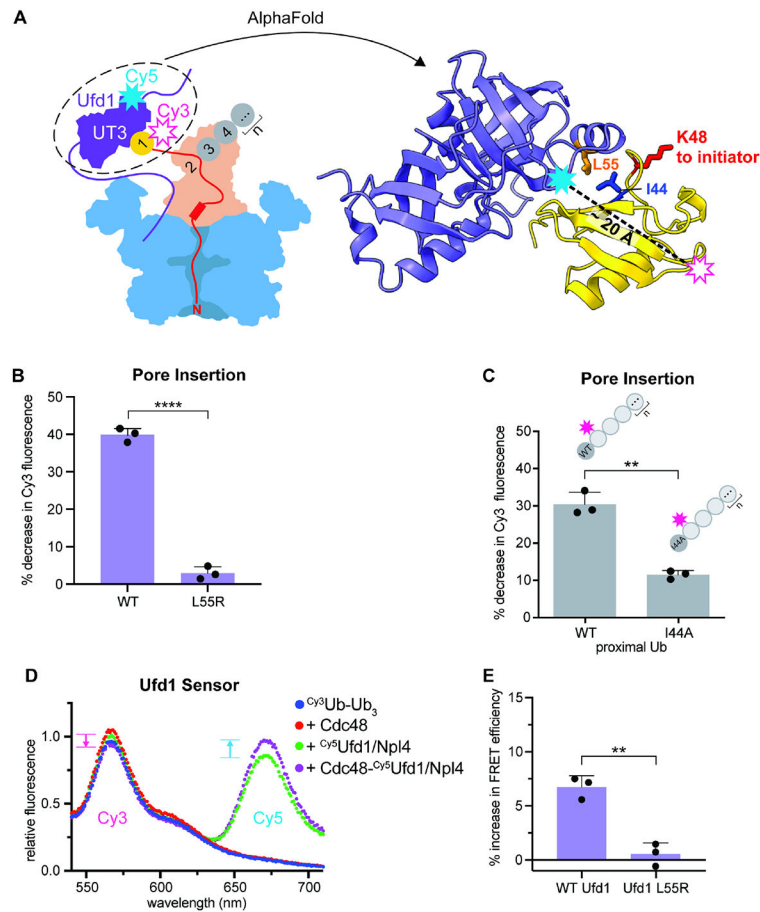 A
AlphaFold
Cy5
Ufd1
Cy3
UT3
1
2
3
4
...
n
N
L55
K48
to initiator
I44
~ 20 Å
B
Pore Insertion
****
% decrease in Cy3 fluorescence
50
40
30
20
10
0
WT
L55R
C
Pore Insertion
...
n
WT
**
...
n
I44A
% decrease in Cy3 fluorescence
50
40
30
20
10
0
WT
I44A
proximal Ub
D
Ufd1 Sensor
Cy3Ub-Ub3
+ Cdc48
+ Cy5Ufd1/Npl4
+ Cdc48-Cy5Ufd1/Npl4
relative fluorescence
1.0
0.5
0.0
Cy3
Cy5
550
600
650
700
wavelength (nm)
E
% increase in FRET efficiency
15
10
5
0
**
WT Ufd1
Ufd1 L55R